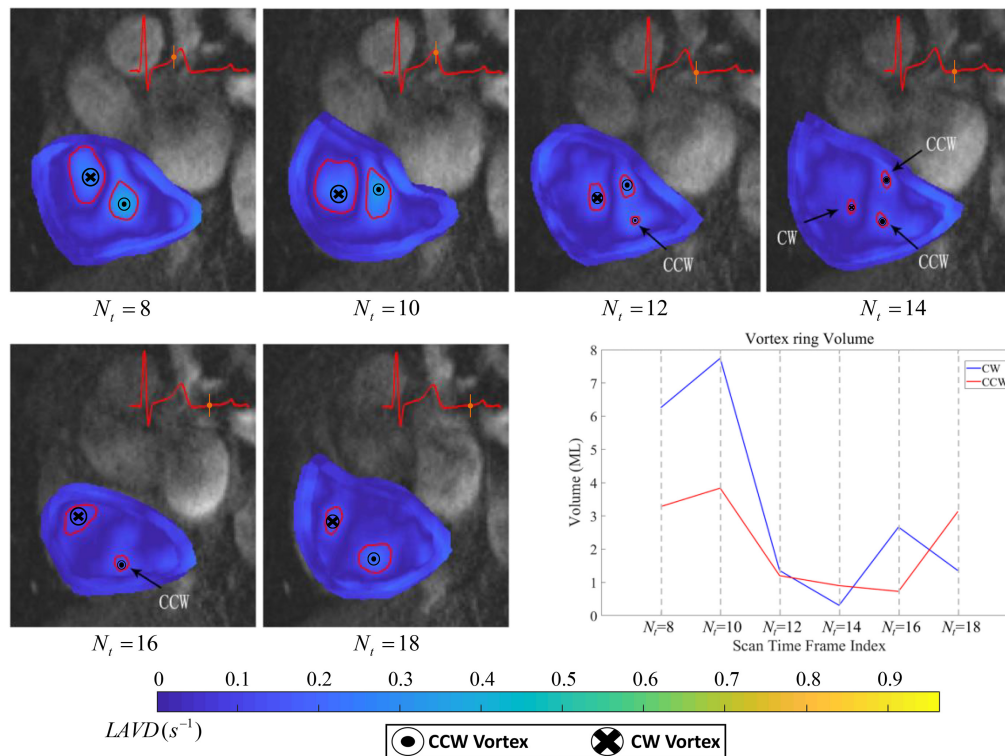 CCW
CCW
CW
CCW
N_t = 8
N_t = 10
N_t = 12
N_t = 14
CCW
N_t = 16
N_t = 18
Vortex ring Volume
CW
CCW
8
7
6
5
4
3
2
1
0
Volume (ML)
N_t=8 N_t=10 N_t=12 N_t=14 N_t=16 N_t=18
Scan Time Frame Index
0 0.1 0.2 0.3 0.4 0.5 0.6 0.7 0.8 0.9
LAVD(s⁻¹)
CCW Vortex CW Vortex